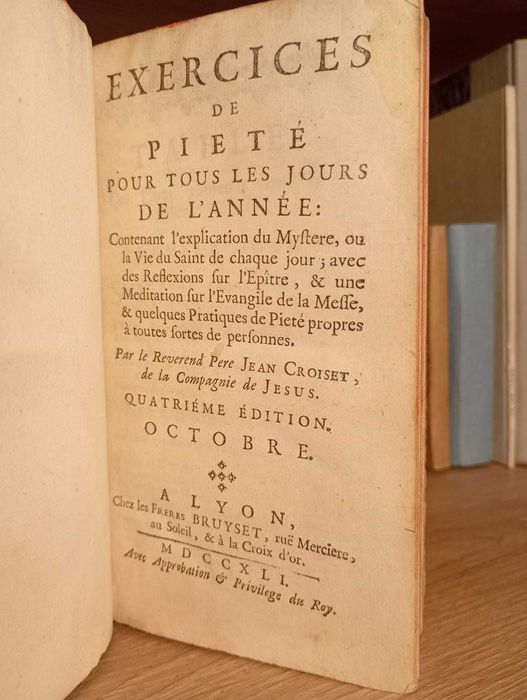 EXERCICES
DE
PIETÉ
POUR TOUS LES JOURS
DE L'ANNÉE:
Contenant l'explication du Myſtere, ou
la Vie du Saint de chaque jour; avec
des Reflexions ſur l'Epître, & une
Meditation ſur l'Evangile de la Meſſe,
& quelques Pratiques de Pieté propres
à toutes ſortes de perſonnes.
Par le Reverend Pere JEAN CROISET,
de la Compagnie de JESUS.
QUATRIÉME ÉDITION.
OCTOBRE.
A LYON,
Chez les FRERES BRUYSET, ruë Merciere,
au Soleil, & à la Croix d'or.
MDCCXLI.
Avec Approbation & Privilege du Roy.